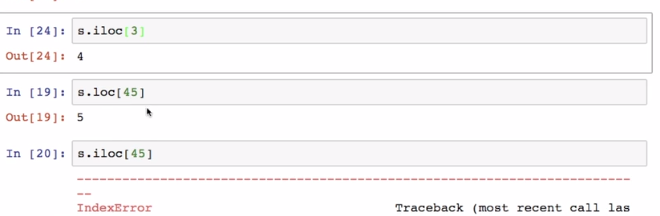 In [24]: s.iloc[3]
Out[24]: 4
In [19]: s.loc[45]
Out[19]: 5
In [20]: s.iloc[45]
---------------------------------------------------------------------------
--
IndexError                                Traceback (most recent call las